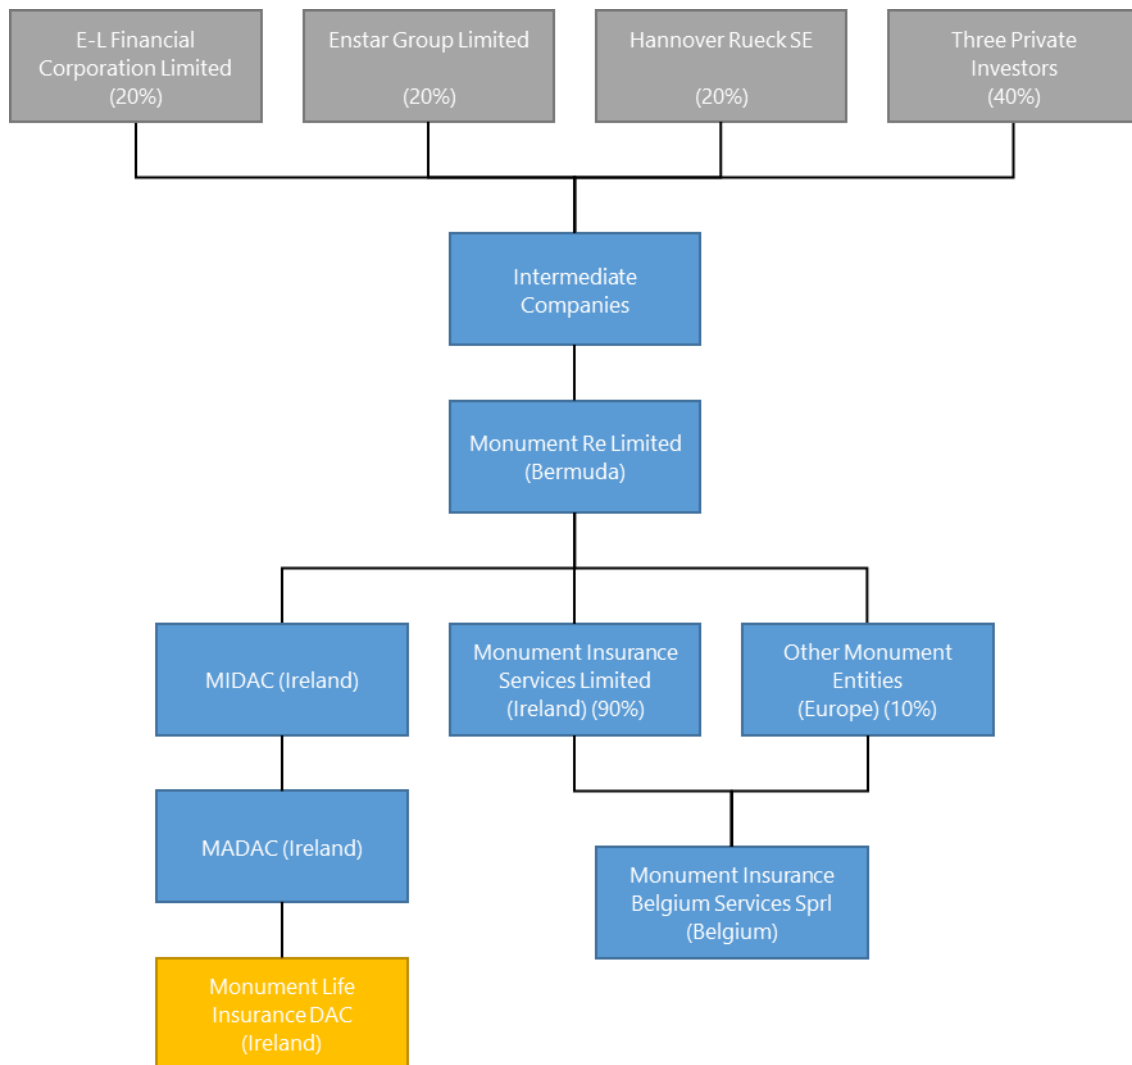 E-L Financial
Corporation Limited
(20%)
Enstar Group Limited
(20%)
Hannover Rueck SE
(20%)
Three Private
Investors
(40%)
Intermediate
Companies
Monument Re Limited
(Bermuda)
MIDAC (Ireland)
Monument Insurance
Services Limited
(Ireland) (90%)
Other Monument
Entities
(Europe) (10%)
MADAC (Ireland)
Monument Insurance
Belgium Services Sprl
(Belgium)
Monument Life
Insurance DAC
(Ireland)